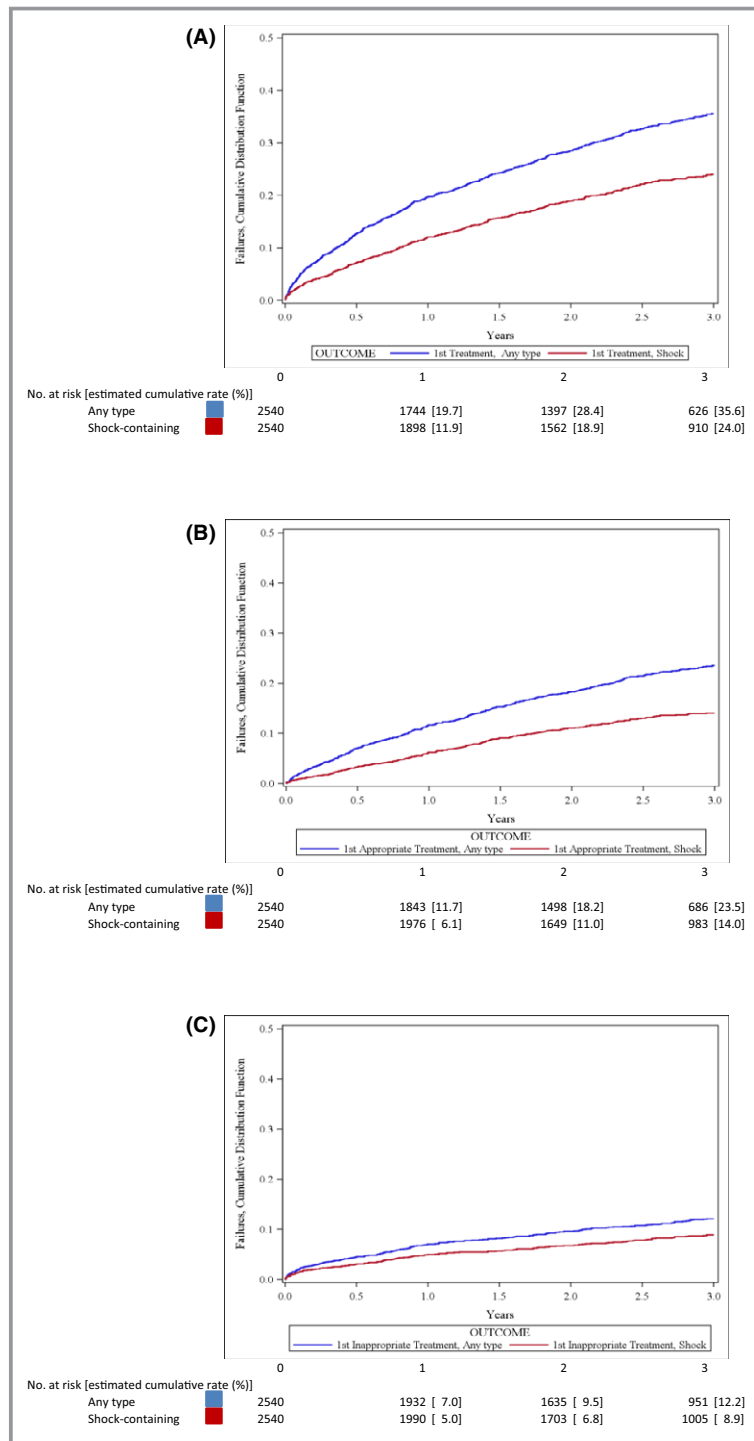 (A)
0.5
0.4
0.3
0.2
0.1
0.0
Failures, Cumulative Distribution Function
0.0 0.5 1.0 1.5 2.0 2.5 3.0
Years
OUTCOME 1st Treatment, Any type 1st Treatment, Shock
0 1 2 3
No. at risk [estimated cumulative rate (%)]
Any type 2540 1744 [19.7] 1397 [28.4] 626 [35.6]
Shock-containing 2540 1898 [11.9] 1562 [18.9] 910 [24.0]
(B)
0.5
0.4
0.3
0.2
0.1
0.0
Failures, Cumulative Distribution Function
0.0 0.5 1.0 1.5 2.0 2.5 3.0
Years
OUTCOME
1st Appropriate Treatment, Any type 1st Appropriate Treatment, Shock
0 1 2 3
No. at risk [estimated cumulative rate (%)]
Any type 2540 1843 [11.7] 1498 [18.2] 686 [23.5]
Shock-containing 2540 1976 [ 6.1] 1649 [11.0] 983 [14.0]
(C)
0.5
0.4
0.3
0.2
0.1
0.0
Failures, Cumulative Distribution Function
0.0 0.5 1.0 1.5 2.0 2.5 3.0
Years
OUTCOME
1st Inappropriate Treatment, Any type 1st Inappropriate Treatment, Shock
0 1 2 3
No. at risk [estimated cumulative rate (%)]
Any type 2540 1932 [ 7.0] 1635 [ 9.5] 951 [12.2]
Shock-containing 2540 1990 [ 5.0] 1703 [ 6.8] 1005 [ 8.9]